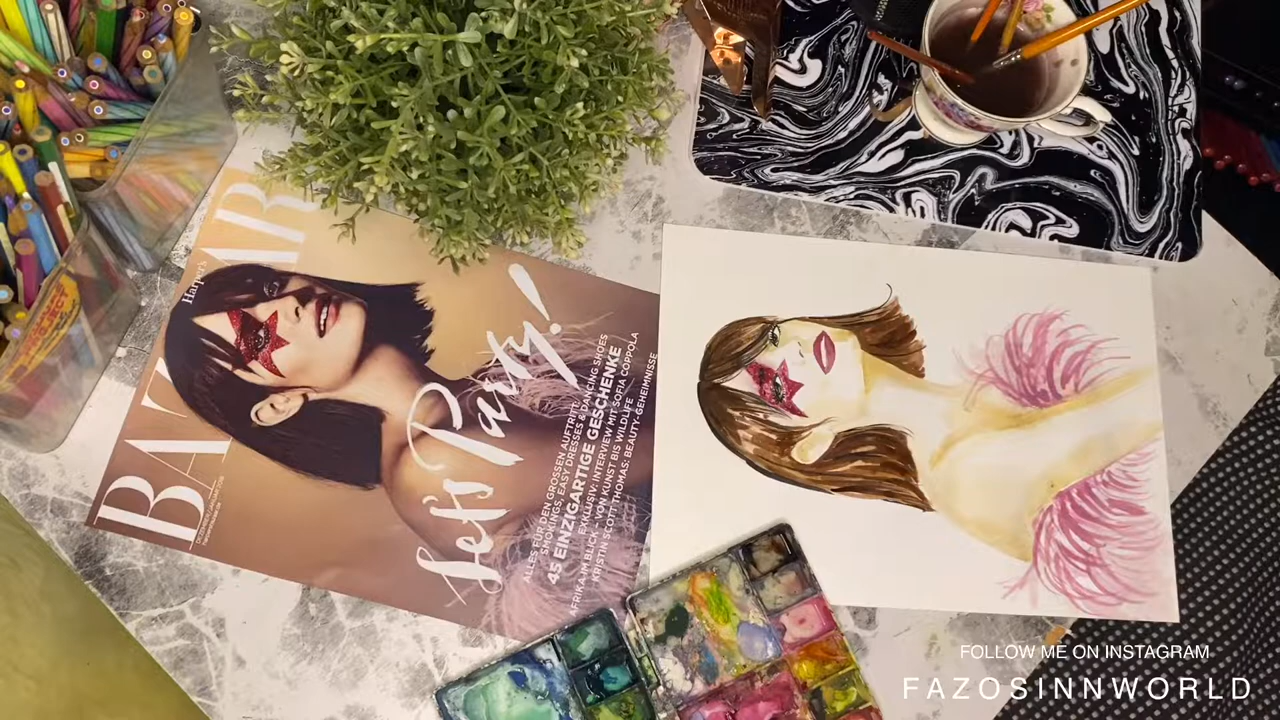 Harper's
BAZAAR
Let's Party!
ALLES FÜR DEN GROSSEN AUFTRITT:
SMOKINGS, EASY DRESSES & DANCING SHOES
45 EINZIGARTIGE GESCHENKE
EXKLUSIV: INTERVIEW MIT SOFIA COPPOLA
AFRIKA IM BLICK – VON KUNST BIS WILDLIFE
KRISTIN SCOTT THOMAS: BEAUTY-GEHEIMNISSE
FOLLOW ME ON INSTAGRAM
FAZOSINNWORLD